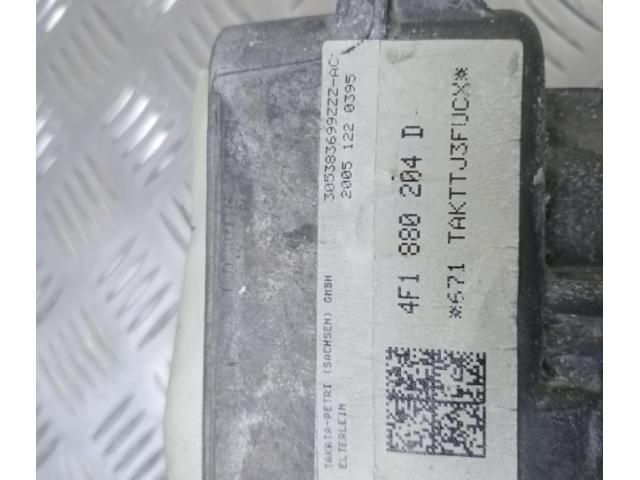 305383699ZZZ-AC
2005 122 0395
TAKATA-PETRI (SACHSEN) GMBH
ELTERLEIN
4F1 880 204 D
*671 TAKTTJ3FUCX*